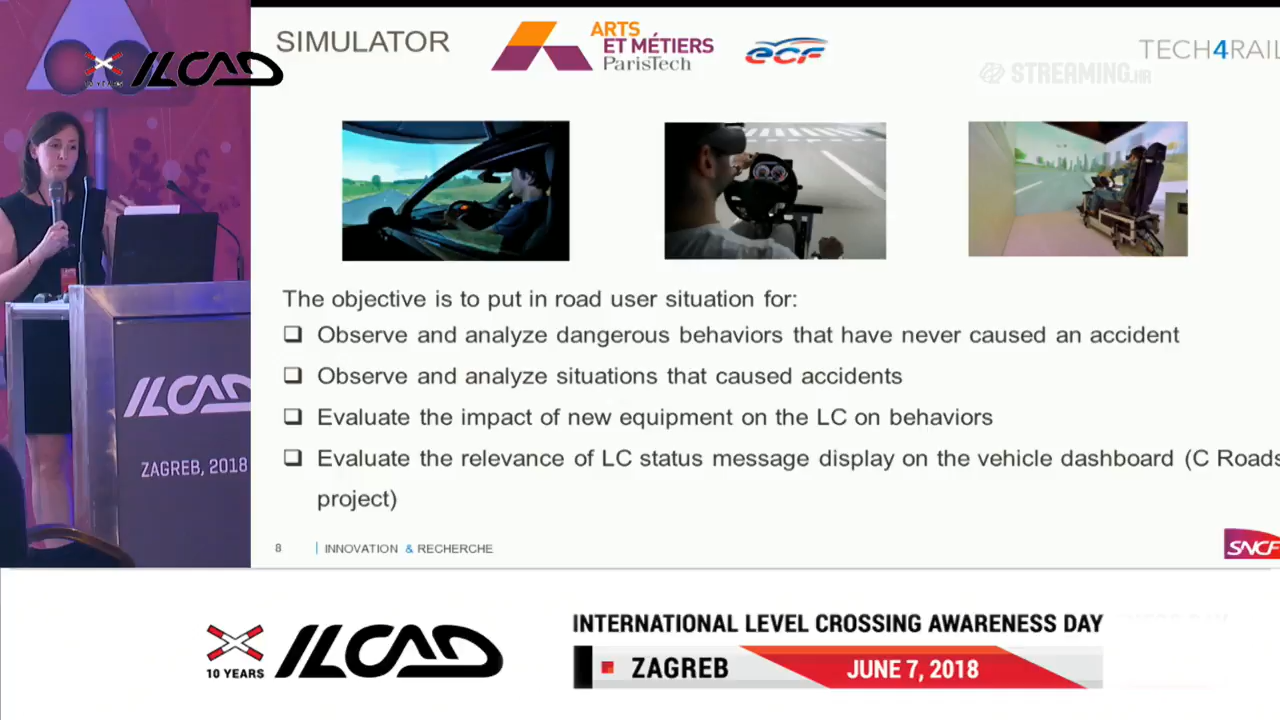 10 YEARS
ILCAD
SIMULATOR
ARTS
ET MÉTIERS
ParisTech
ecf
TECH4RAIL
STREAMING.HR
The objective is to put in road user situation for:
❑ Observe and analyze dangerous behaviors that have never caused an accident
❑ Observe and analyze situations that caused accidents
❑ Evaluate the impact of new equipment on the LC on behaviors
❑ Evaluate the relevance of LC status message display on the vehicle dashboard (C Roads
project)
8
INNOVATION & RECHERCHE
SNCF
ILCAD
ZAGREB, 2018
10 YEARS
ILCAD
INTERNATIONAL LEVEL CROSSING AWARENESS DAY
ZAGREB
JUNE 7, 2018